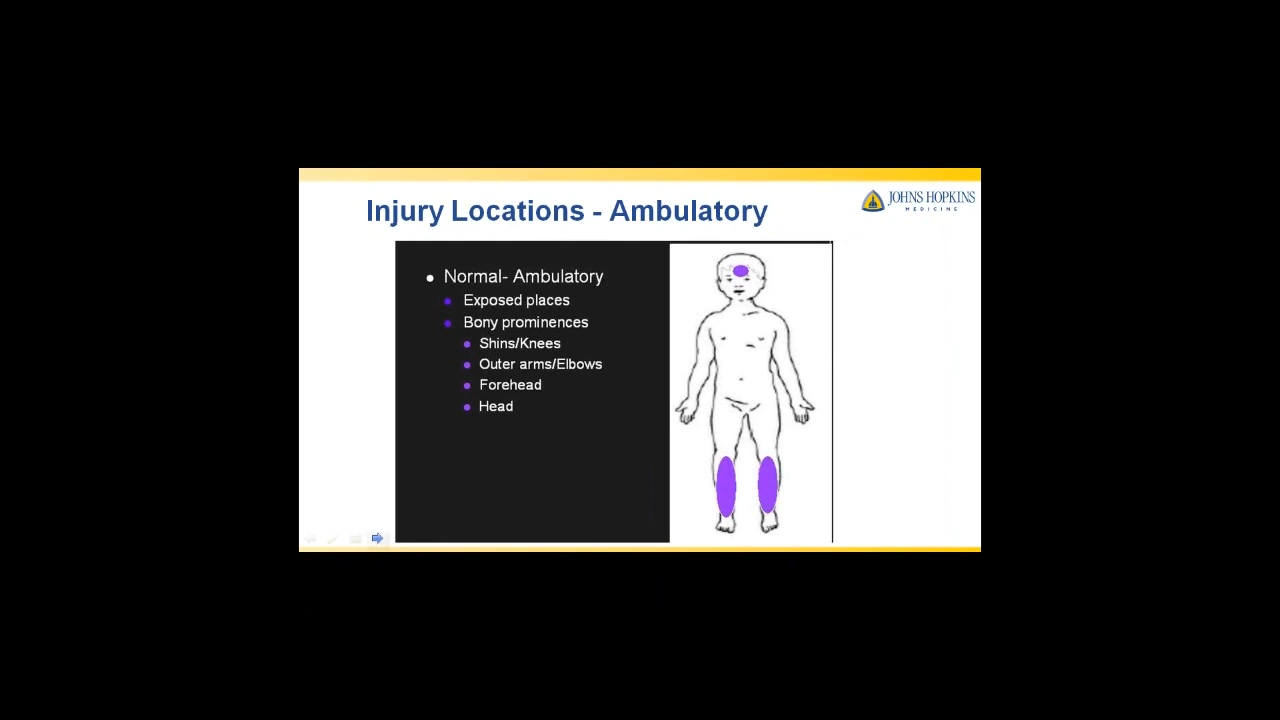 Injury Locations - Ambulatory
JOHNS HOPKINS
MEDICINE
Normal- Ambulatory
Exposed places
Bony prominences
Shins/Knees
Outer arms/Elbows
Forehead
Head